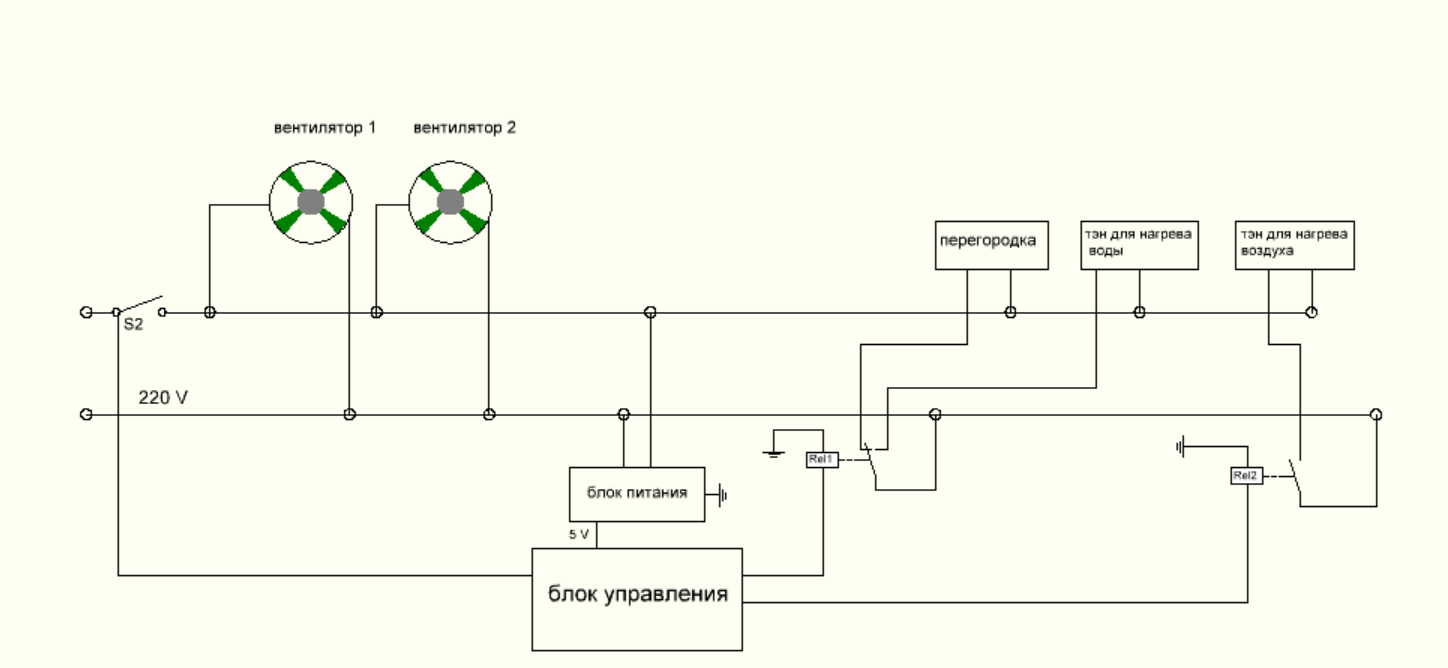 вентилятор 1
вентилятор 2
перегородка
тэн для нагрева
воды
тэн для нагрева
воздуха
S2
220 V
Rel1
Rel2
блок питания
5 V
блок управления